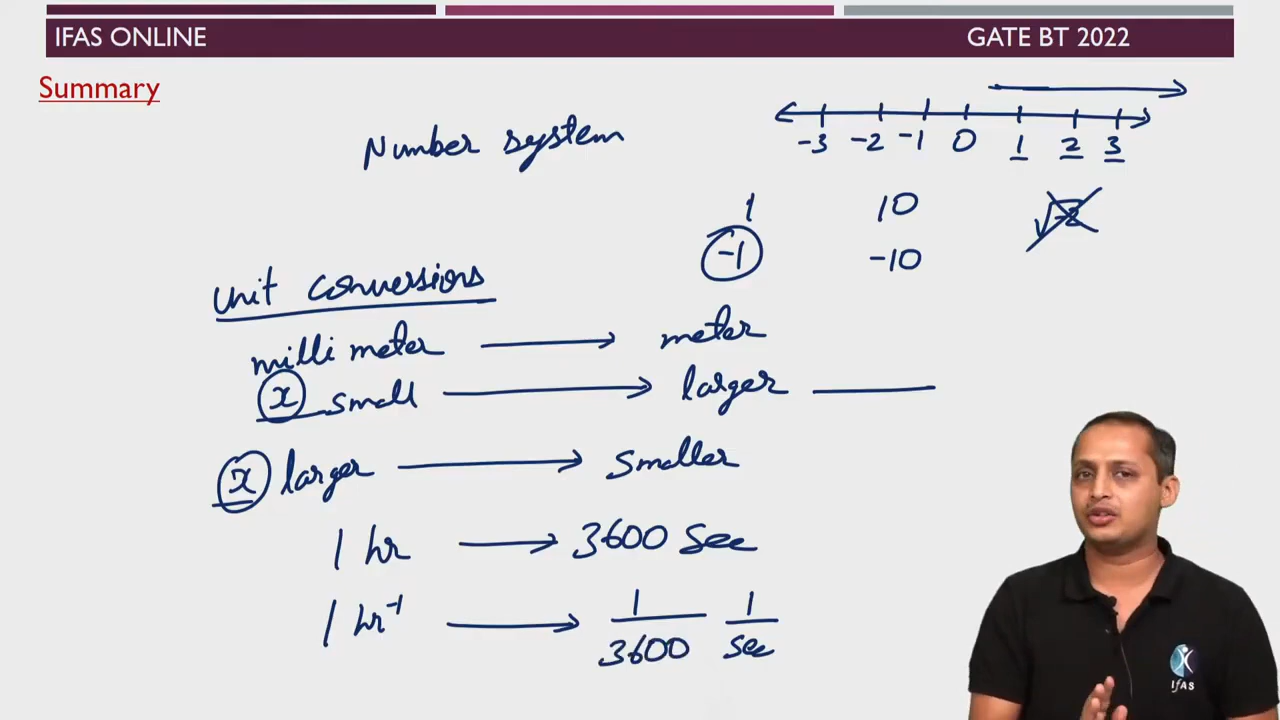 IFAS ONLINE GATE BT 2022
Summary
Number system
-3 -2 -1 0 1 2 3
1 10 √-2
-1 -10
Unit conversions
milli meter → meter
x small → larger
x larger → smaller
1 hr → 3600 Sec
1 hr⁻¹ → 1/3600 1/sec
IFAS